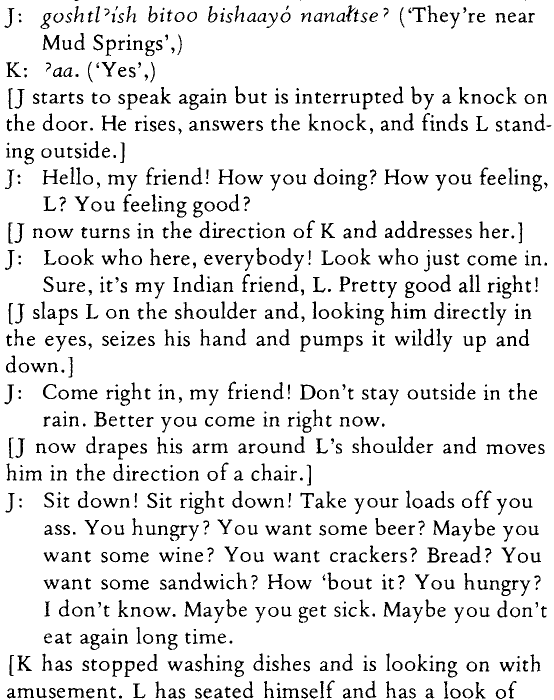 J: goshtlʾísh bitoo bishaayó nanałtseʾ (‘They’re near
Mud Springs’,)
K: ʾaa. (‘Yes’,)
[J starts to speak again but is interrupted by a knock on
the door. He rises, answers the knock, and finds L stand-
ing outside.]
J: Hello, my friend! How you doing? How you feeling,
L? You feeling good?
[J now turns in the direction of K and addresses her.]
J: Look who here, everybody! Look who just come in.
Sure, it’s my Indian friend, L. Pretty good all right!
[J slaps L on the shoulder and, looking him directly in
the eyes, seizes his hand and pumps it wildly up and
down.]
J: Come right in, my friend! Don’t stay outside in the
rain. Better you come in right now.
[J now drapes his arm around L’s shoulder and moves
him in the direction of a chair.]
J: Sit down! Sit right down! Take your loads off you
ass. You hungry? You want some beer? Maybe you
want some wine? You want crackers? Bread? You
want some sandwich? How ‘bout it? You hungry?
I don’t know. Maybe you get sick. Maybe you don’t
eat again long time.
[K has stopped washing dishes and is looking on with
amusement. L has seated himself and has a look of